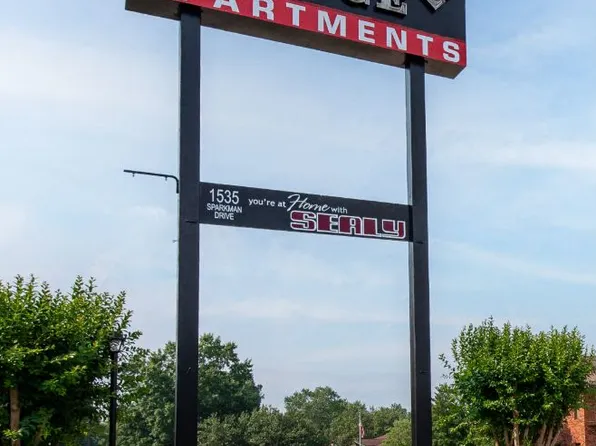 ARTMENTS
1535
SPARKMAN
DRIVE
you're at Home with
SEALY